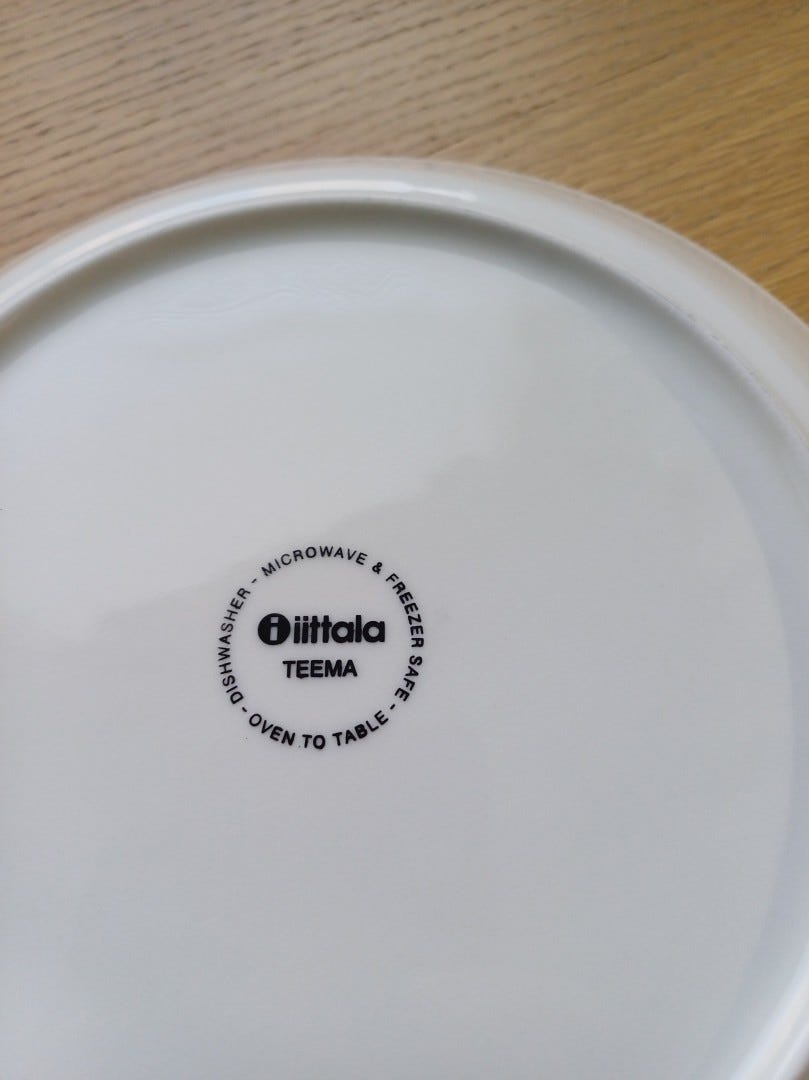 DISHWASHER - MICROWAVE & FREEZER SAFE - OVEN TO TABLE -
i iittala
TEEMA